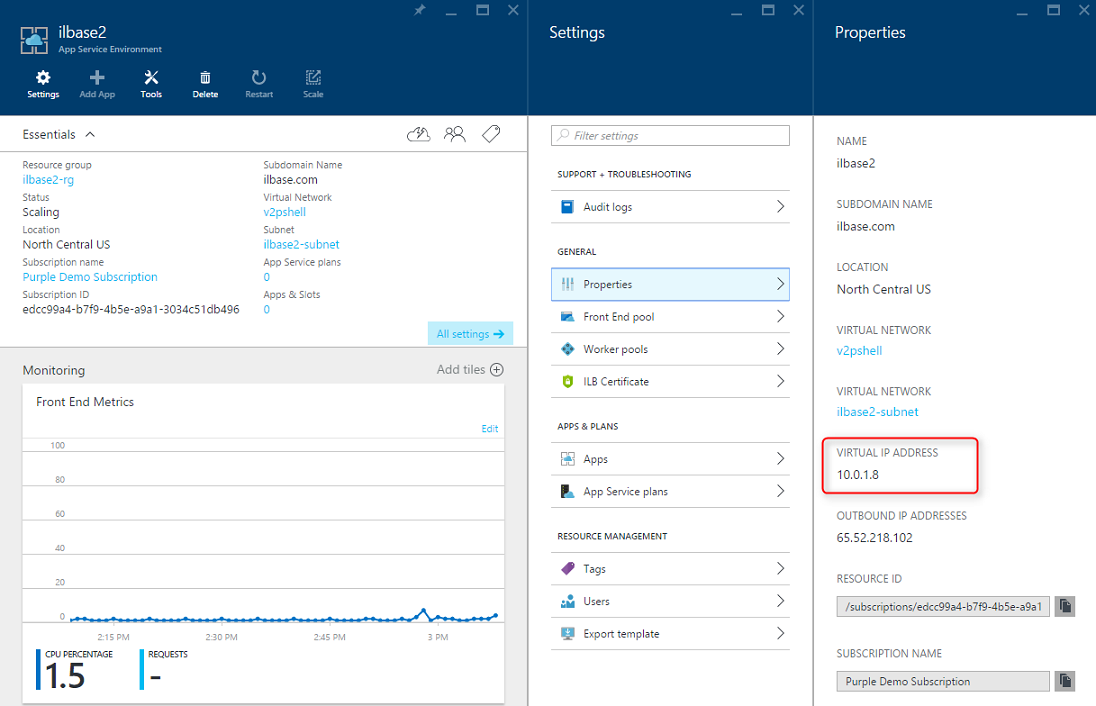 ilbase2
App Service Environment
Settings
Add App
Tools
Delete
Restart
Scale
Essentials
Resource group
ilbase2-rg
Status
Scaling
Location
North Central US
Subscription name
Purple Demo Subscription
Subscription ID
edcc99a4-b7f9-4b5e-a9a1-3034c51db496
Subdomain Name
ilbase.com
Virtual Network
v2pshell
Subnet
ilbase2-subnet
App Service plans
0
Apps & Slots
0
All settings
Monitoring
Add tiles
Front End Metrics
Edit
100
80
60
40
20
0
2:15 PM
2:30 PM
2:45 PM
3 PM
CPU PERCENTAGE
1.5
REQUESTS
-
Settings
Filter settings
SUPPORT + TROUBLESHOOTING
Audit logs
GENERAL
Properties
Front End pool
Worker pools
ILB Certificate
APPS & PLANS
Apps
App Service plans
RESOURCE MANAGEMENT
Tags
Users
Export template
Properties
NAME
ilbase2
SUBDOMAIN NAME
ilbase.com
LOCATION
North Central US
VIRTUAL NETWORK
v2pshell
VIRTUAL NETWORK
ilbase2-subnet
VIRTUAL IP ADDRESS
10.0.1.8
OUTBOUND IP ADDRESSES
65.52.218.102
RESOURCE ID
/subscriptions/edcc99a4-b7f9-4b5e-a9a1
SUBSCRIPTION NAME
Purple Demo Subscription